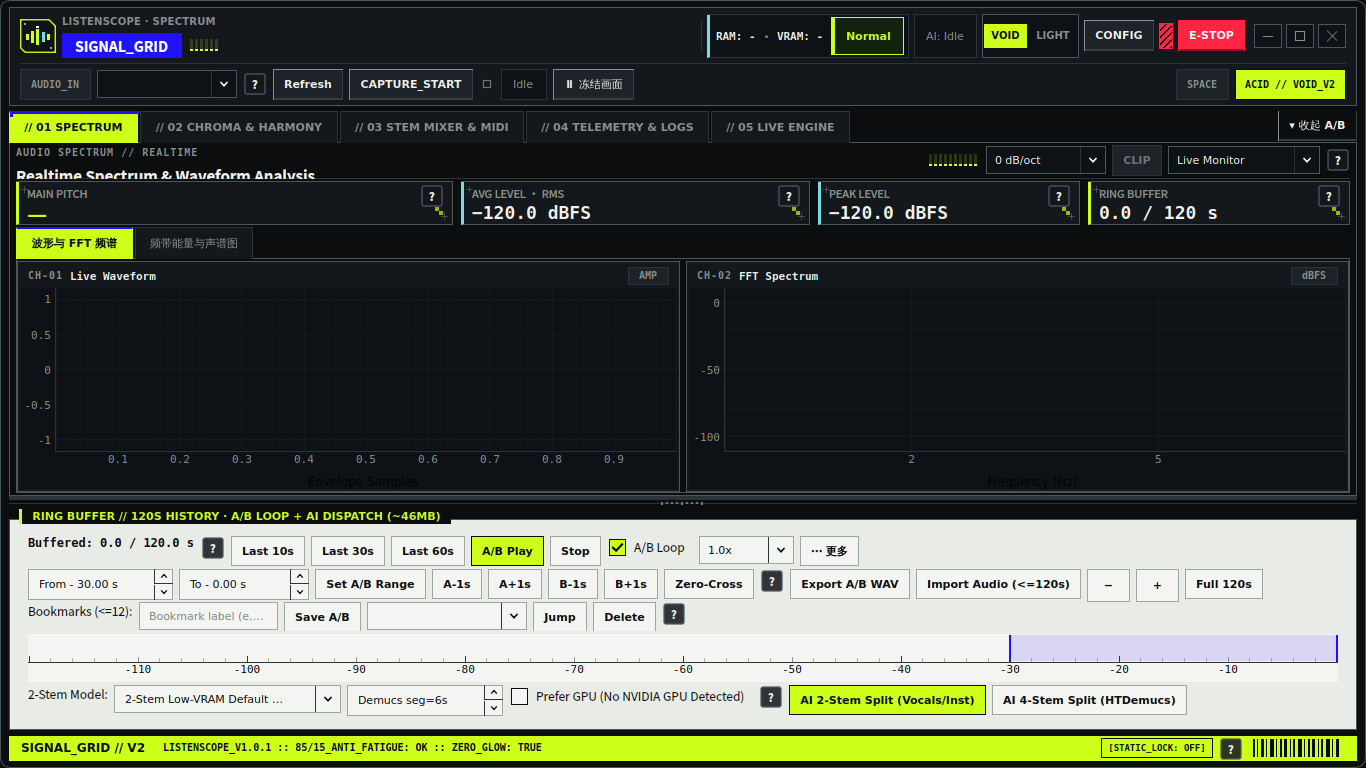 LISTENSCOPE · SPECTRUM
SIGNAL_GRID
RAM: - · VRAM: -
Normal
AI: Idle
VOID
LIGHT
CONFIG
E-STOP
AUDIO_IN
?
Refresh
CAPTURE_START
Idle
⏸ 冻结画面
SPACE
ACID // VOID_V2
// 01 SPECTRUM
// 02 CHROMA & HARMONY
// 03 STEM MIXER & MIDI
// 04 TELEMETRY & LOGS
// 05 LIVE ENGINE
▾ 收起 A/B
AUDIO SPECTRUM // REALTIME
Realtime Spectrum & Waveform Analysis
0 dB/oct
CLIP
Live Monitor
?
MAIN PITCH
—
?
AVG LEVEL · RMS
−120.0 dBFS
?
PEAK LEVEL
−120.0 dBFS
?
RING BUFFER
0.0 / 120 s
?
波形与 FFT 频谱
频带能量与声谱图
CH-01 Live Waveform
AMP
1
0.5
0
-0.5
-1
0.1 0.2 0.3 0.4 0.5 0.6 0.7 0.8 0.9
Envelope Samples
CH-02 FFT Spectrum
dBFS
0
-50
-100
2 5
Frequency (Hz)
RING BUFFER // 120S HISTORY · A/B LOOP + AI DISPATCH (~46MB)
Buffered: 0.0 / 120.0 s
?
Last 10s
Last 30s
Last 60s
A/B Play
Stop
A/B Loop
1.0x
··· 更多
From - 30.00 s
To - 0.00 s
Set A/B Range
A-1s
A+1s
B-1s
B+1s
Zero-Cross
?
Export A/B WAV
Import Audio (<=120s)
−
+
Full 120s
Bookmarks (<=12):
Bookmark label (e....
Save A/B
Jump
Delete
?
-110 -100 -90 -80 -70 -60 -50 -40 -30 -20 -10
2-Stem Model:
2-Stem Low-VRAM Default ...
Demucs seg=6s
Prefer GPU (No NVIDIA GPU Detected)
?
AI 2-Stem Split (Vocals/Inst)
AI 4-Stem Split (HTDemucs)
SIGNAL_GRID // V2
LISTENSCOPE_V1.0.1 :: 85/15_ANTI_FATIGUE: OK :: ZERO_GLOW: TRUE
[STATIC_LOCK: OFF]
?